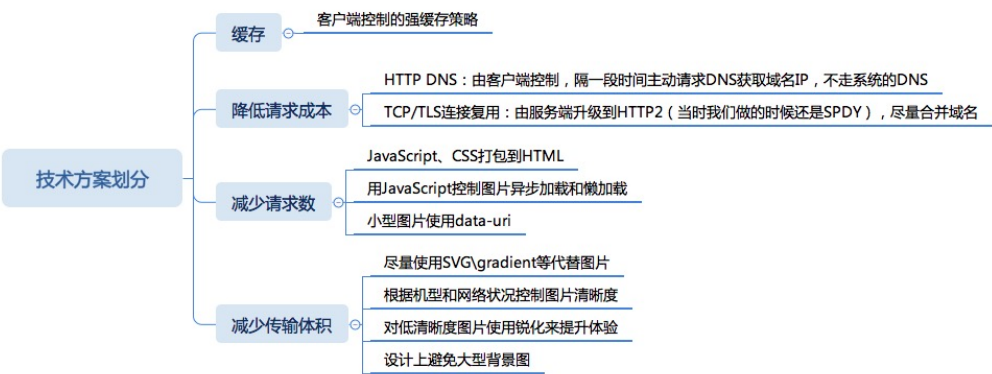 技术方案划分
缓存
客户端控制的强缓存策略
降低请求成本
HTTP DNS：由客户端控制，隔一段时间主动请求DNS获取域名IP，不走系统的DNS
TCP/TLS连接复用：由服务端升级到HTTP2（当时我们做的时候还是SPDY），尽量合并域名
减少请求数
JavaScript、CSS打包到HTML
用JavaScript控制图片异步加载和懒加载
小型图片使用data-uri
减少传输体积
尽量使用SVG\gradient等代替图片
根据机型和网络状况控制图片清晰度
对低清晰度图片使用锐化来提升体验
设计上避免大型背景图